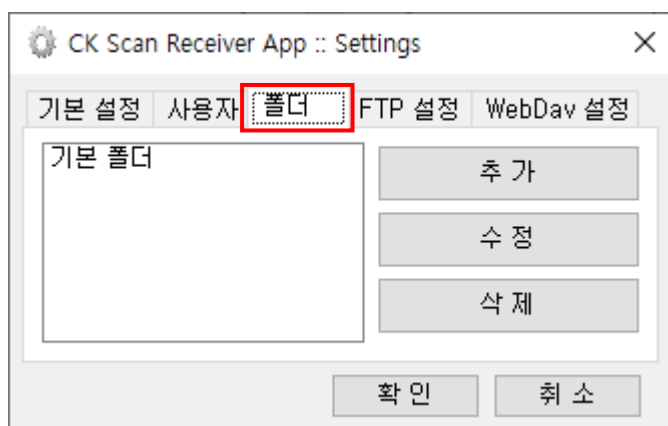 CK Scan Receiver App :: Settings
기본 설정 사용자 폴더 FTP 설정 WebDav 설정
기본 폴더
추 가
수 정
삭 제
확 인 취 소